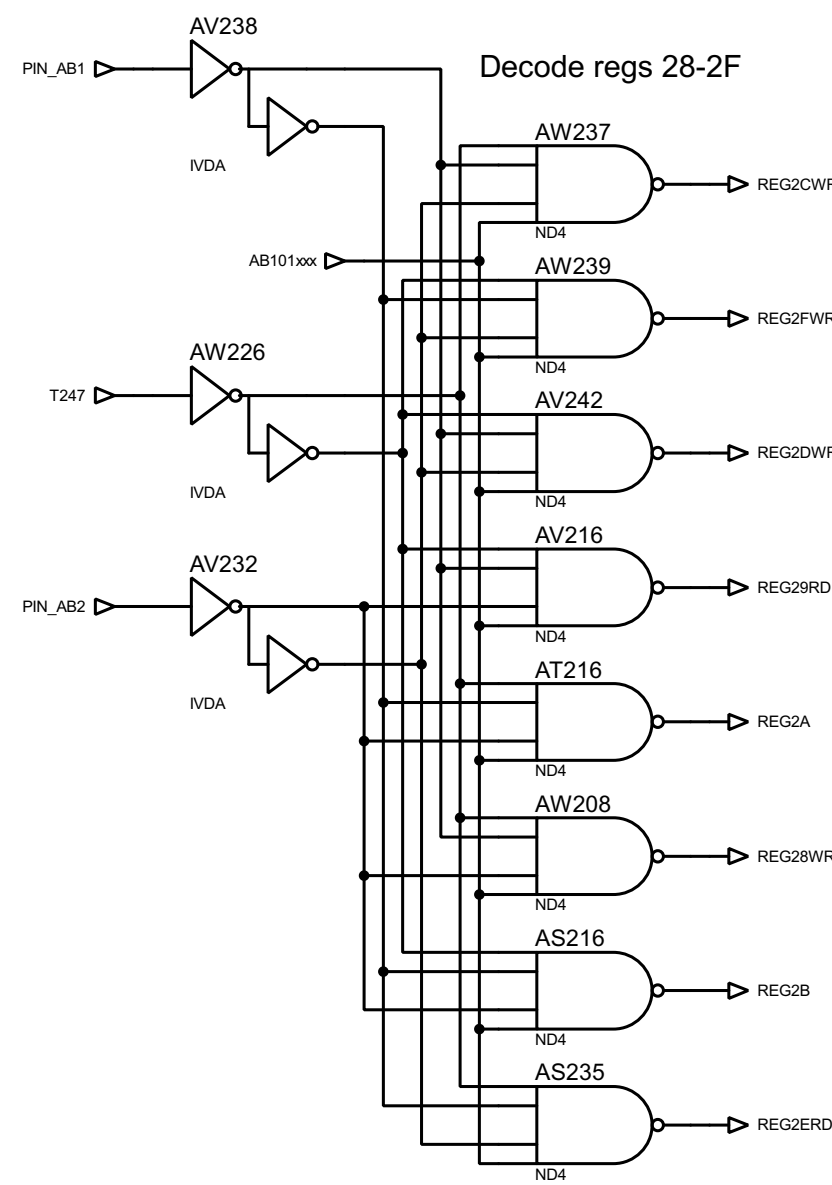 AV238
PIN_AB1
Decode regs 28-2F
IVDA
AW237
REG2CWR
ND4
AB101xxx
AW239
REG2FWR
ND4
AW226
T247
IVDA
AV242
REG2DWR
ND4
AV232
PIN_AB2
IVDA
AV216
REG29RD
ND4
AT216
REG2A
ND4
AW208
REG28WR
ND4
AS216
REG2B
ND4
AS235
REG2ERD
ND4